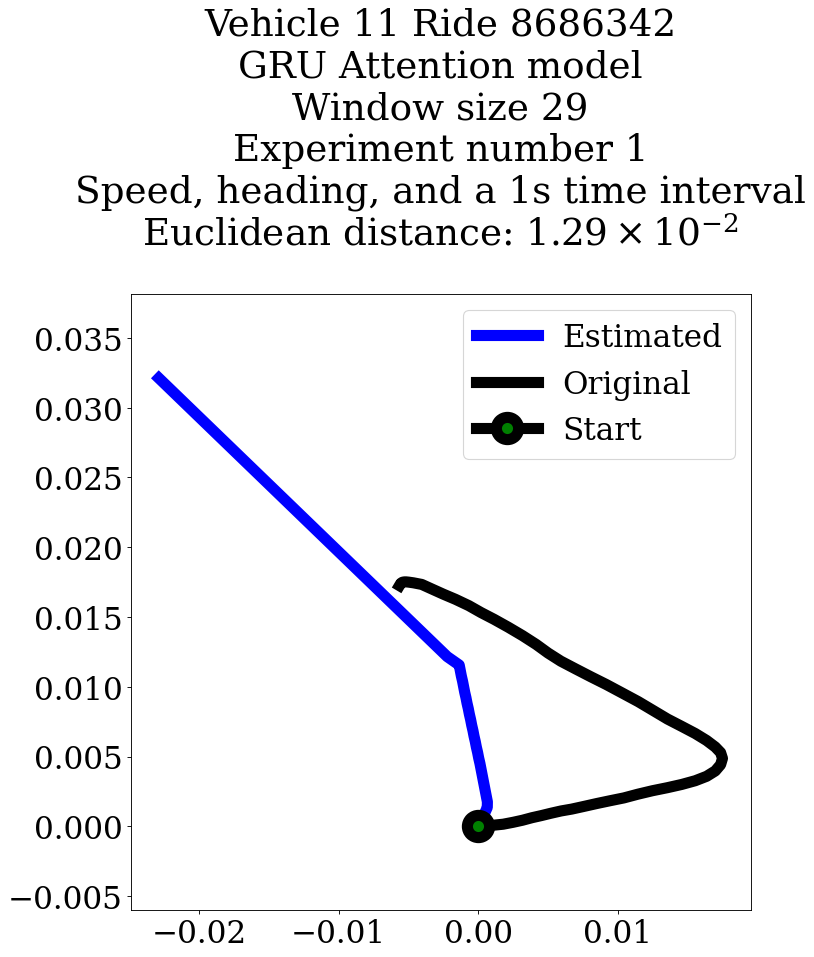 Vehicle 11 Ride 8686342
GRU Attention model
Window size 29
Experiment number 1
Speed, heading, and a 1s time interval
Euclidean distance: 1.29 × 10⁻²
Estimated
Original
Start
0.035
0.030
0.025
0.020
0.015
0.010
0.005
0.000
−0.005
−0.02
−0.01
0.00
0.01